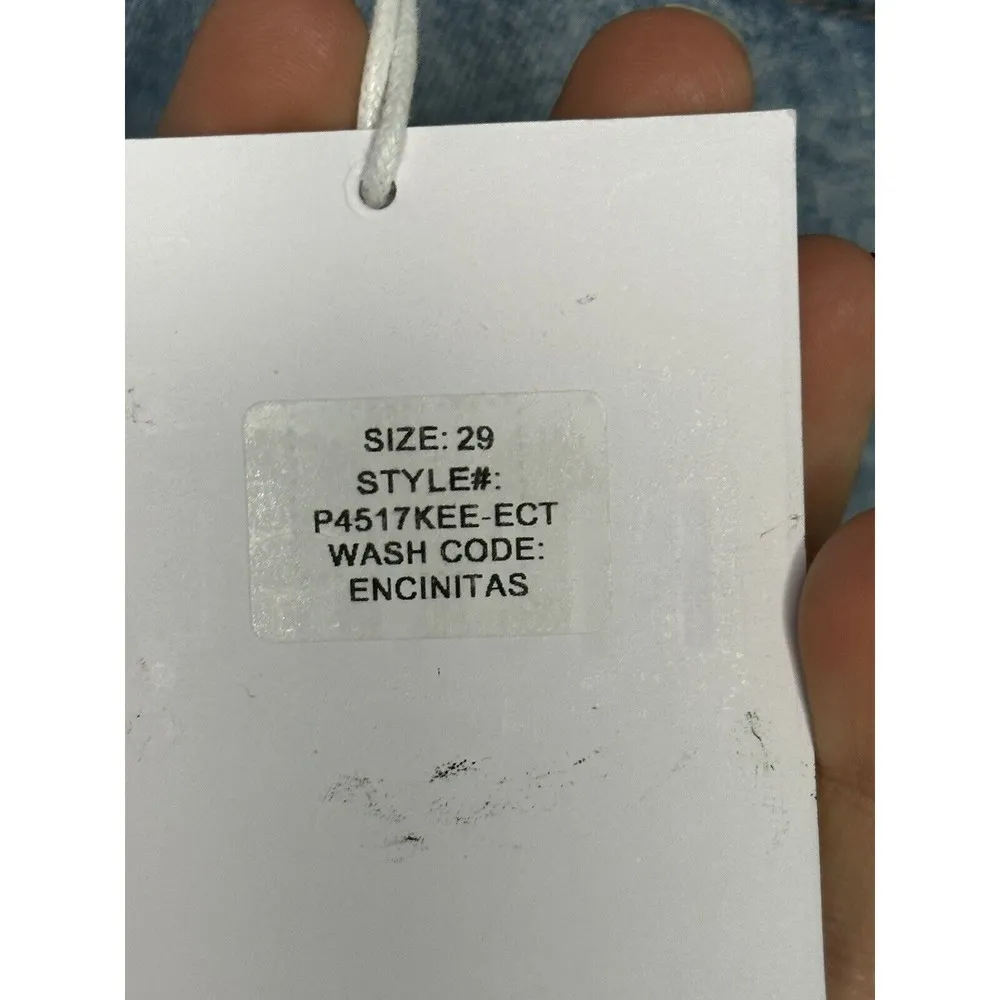 SIZE: 29
STYLE#:
P4517KEE-ECT
WASH CODE:
ENCINITAS